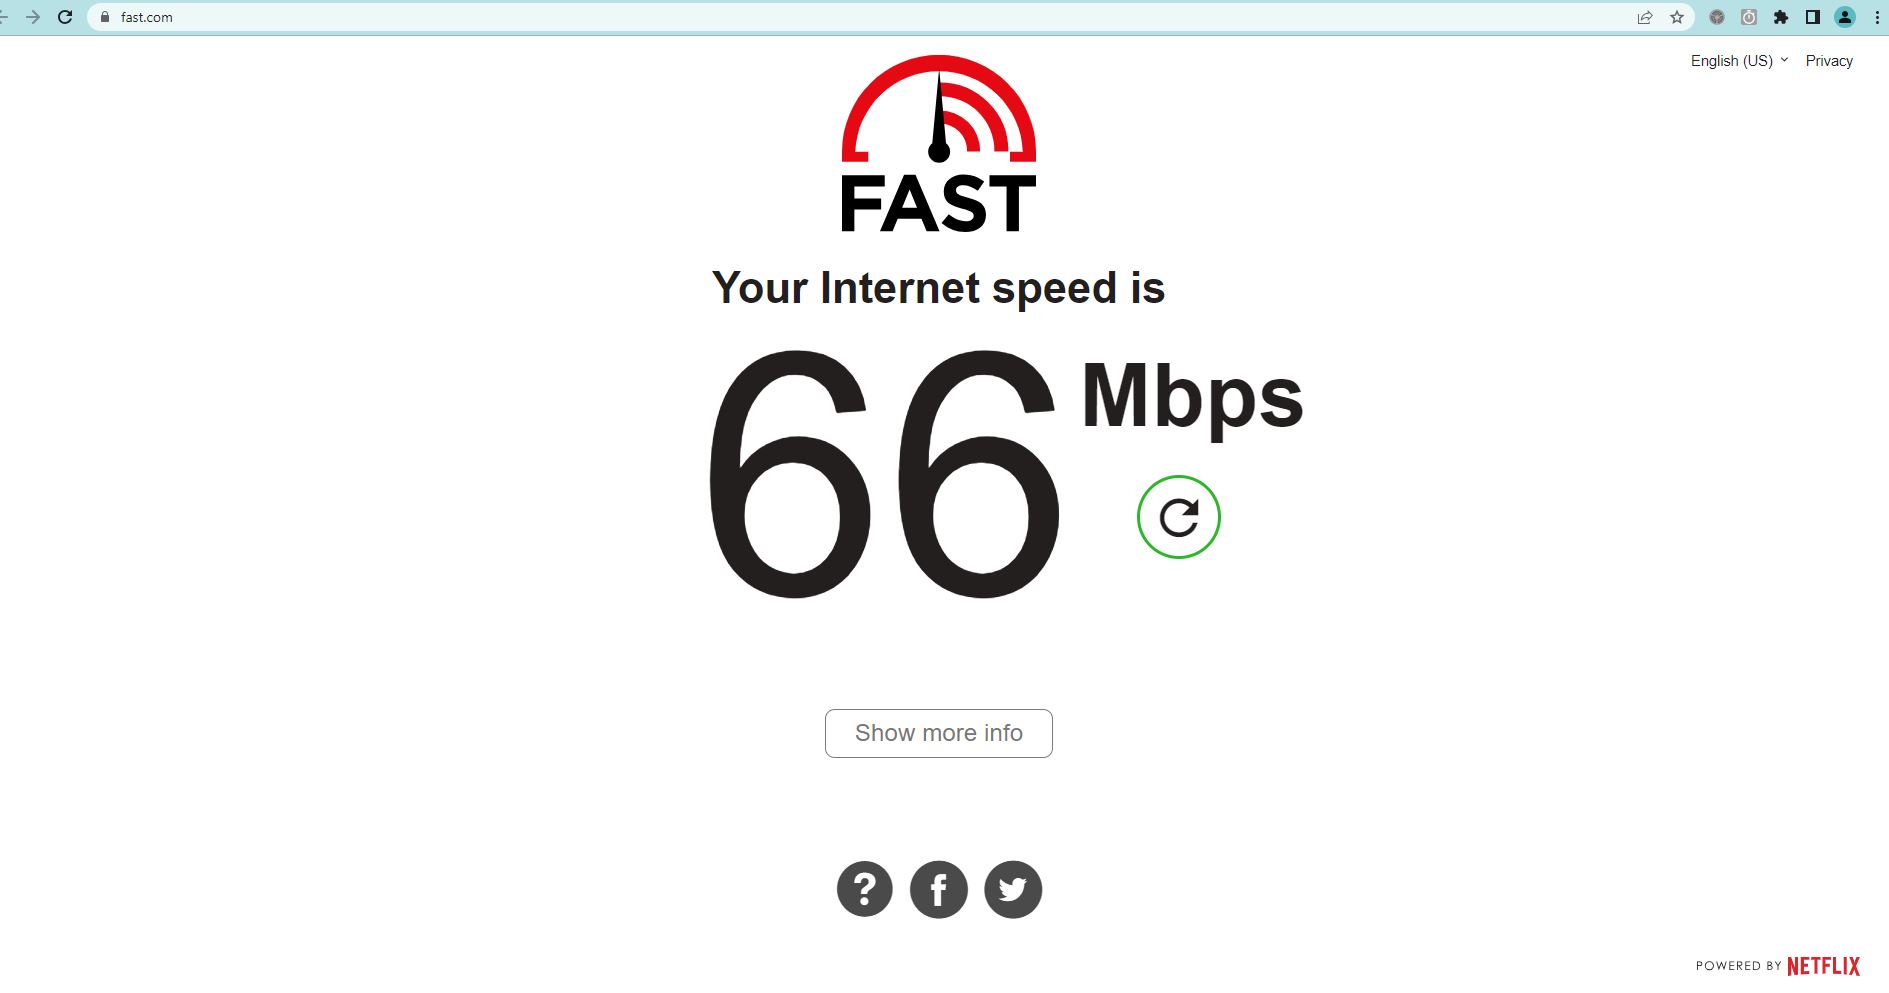 fast.com
English (US) Privacy
FAST
Your Internet speed is
66 Mbps
Show more info
POWERED BY NETFLIX